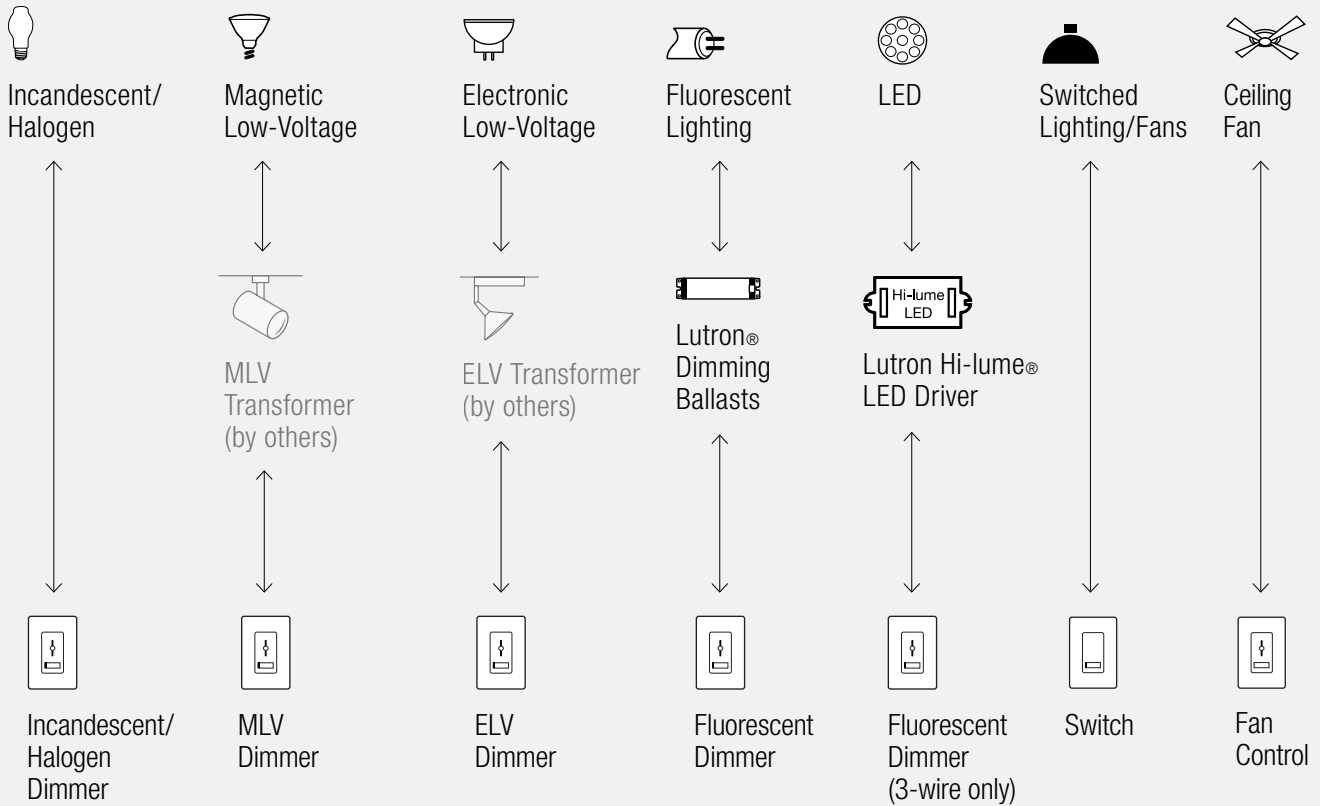 Incandescent/
Halogen
Magnetic
Low-Voltage
Electronic
Low-Voltage
Fluorescent
Lighting
LED
Switched
Lighting/Fans
Ceiling
Fan
MLV
Transformer
(by others)
ELV Transformer
(by others)
Lutron®
Dimming
Ballasts
Hi-lume
LED
Lutron Hi-lume®
LED Driver
Incandescent/
Halogen
Dimmer
MLV
Dimmer
ELV
Dimmer
Fluorescent
Dimmer
Fluorescent
Dimmer
(3-wire only)
Switch
Fan
Control